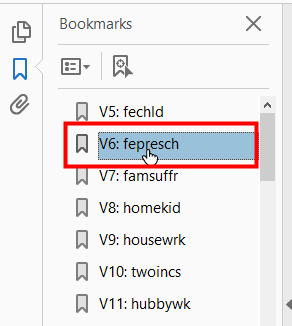 Bookmarks
V5: fechld
V6: fepresch
V7: famsuffr
V8: homekid
V9: housewrk
V10: twoincs
V11: hubbywk